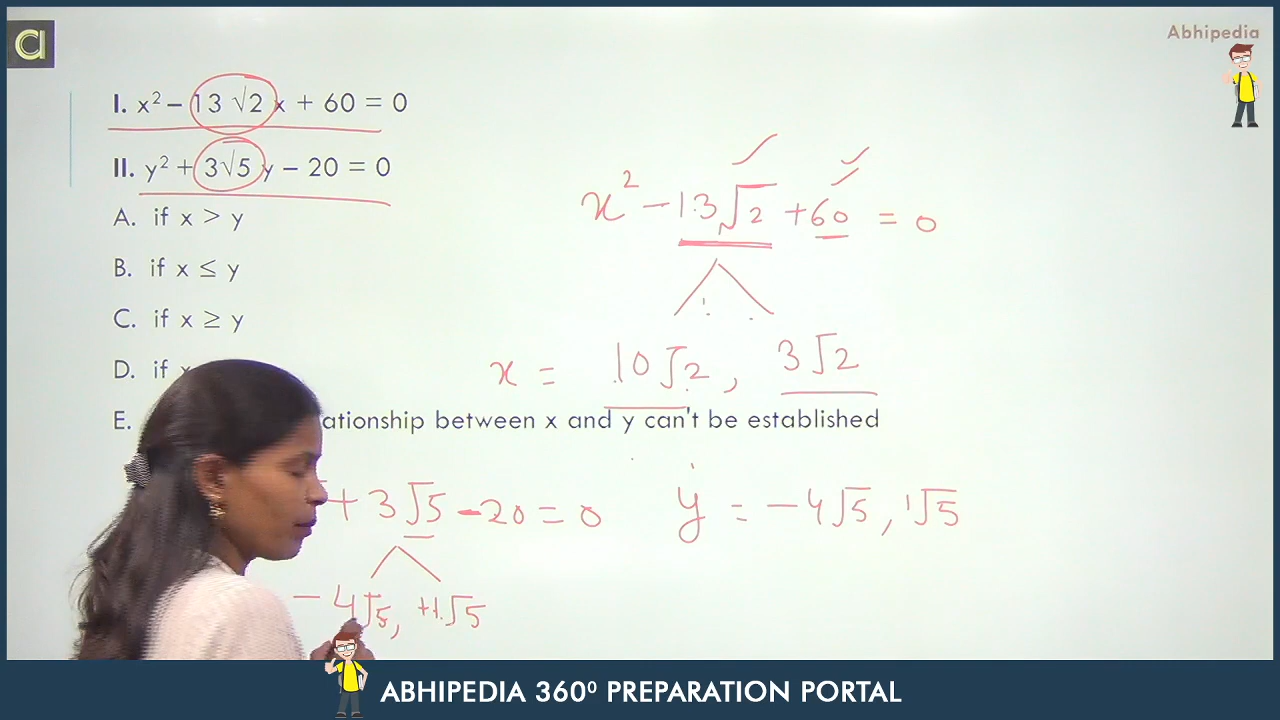 a
Abhipedia
I. x² – 13 √2 x + 60 = 0
II. y² + 3√5 y – 20 = 0
A. if x > y
B. if x ≤ y
C. if x ≥ y
D. if
E. ationship between x and y can't be established
x² - 13√2 + 60 = 0
x = 10√2, 3√2
+ 3√5 - 20 = 0
- 4√5, +1√5
y = - 4√5, 1√5
ABHIPEDIA 360⁰ PREPARATION PORTAL